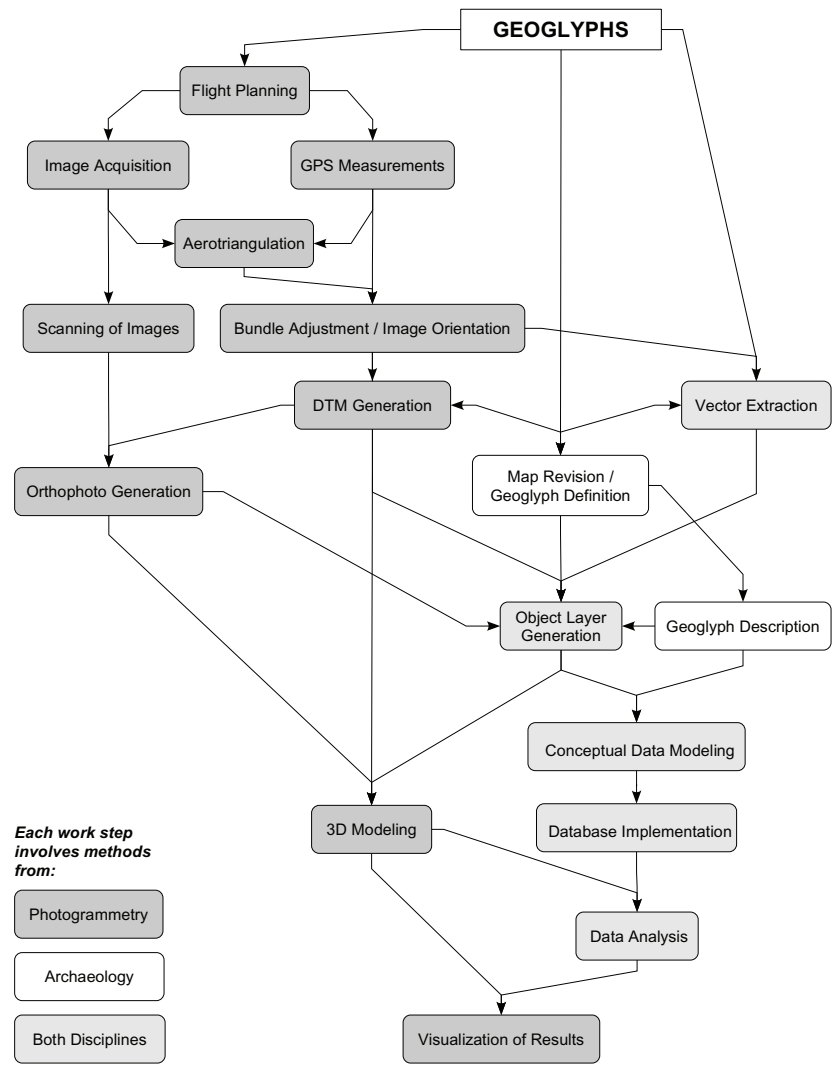 GEOGLYPHS
Flight Planning
Image Acquisition
GPS Measurements
Aerotriangulation
Scanning of Images
Bundle Adjustment / Image Orientation
DTM Generation
Vector Extraction
Map Revision /
Geoglyph Definition
Orthophoto Generation
Object Layer
Generation
Geoglyph Description
Conceptual Data Modeling
3D Modeling
Database Implementation
Each work step
involves methods
from:
Photogrammetry
Data Analysis
Archaeology
Both Disciplines
Visualization of Results